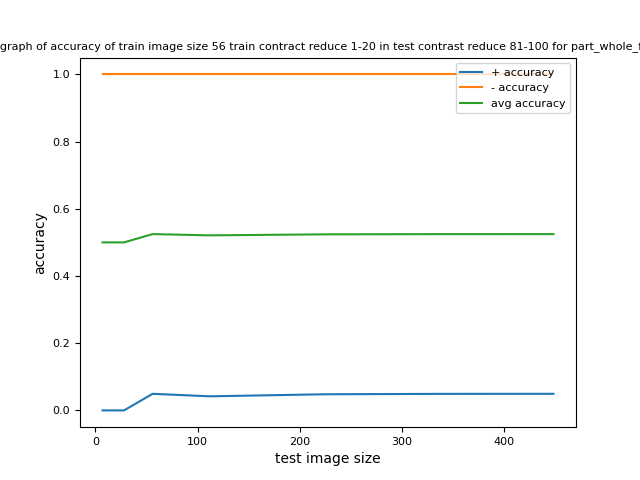 graph of accuracy of train image size 56 train contract reduce 1-20 in test contrast reduce 81-100 for part_whole_
1.0
0.8
0.6
0.4
0.2
0.0
accuracy
+ accuracy
- accuracy
avg accuracy
0
100
200
300
400
test image size